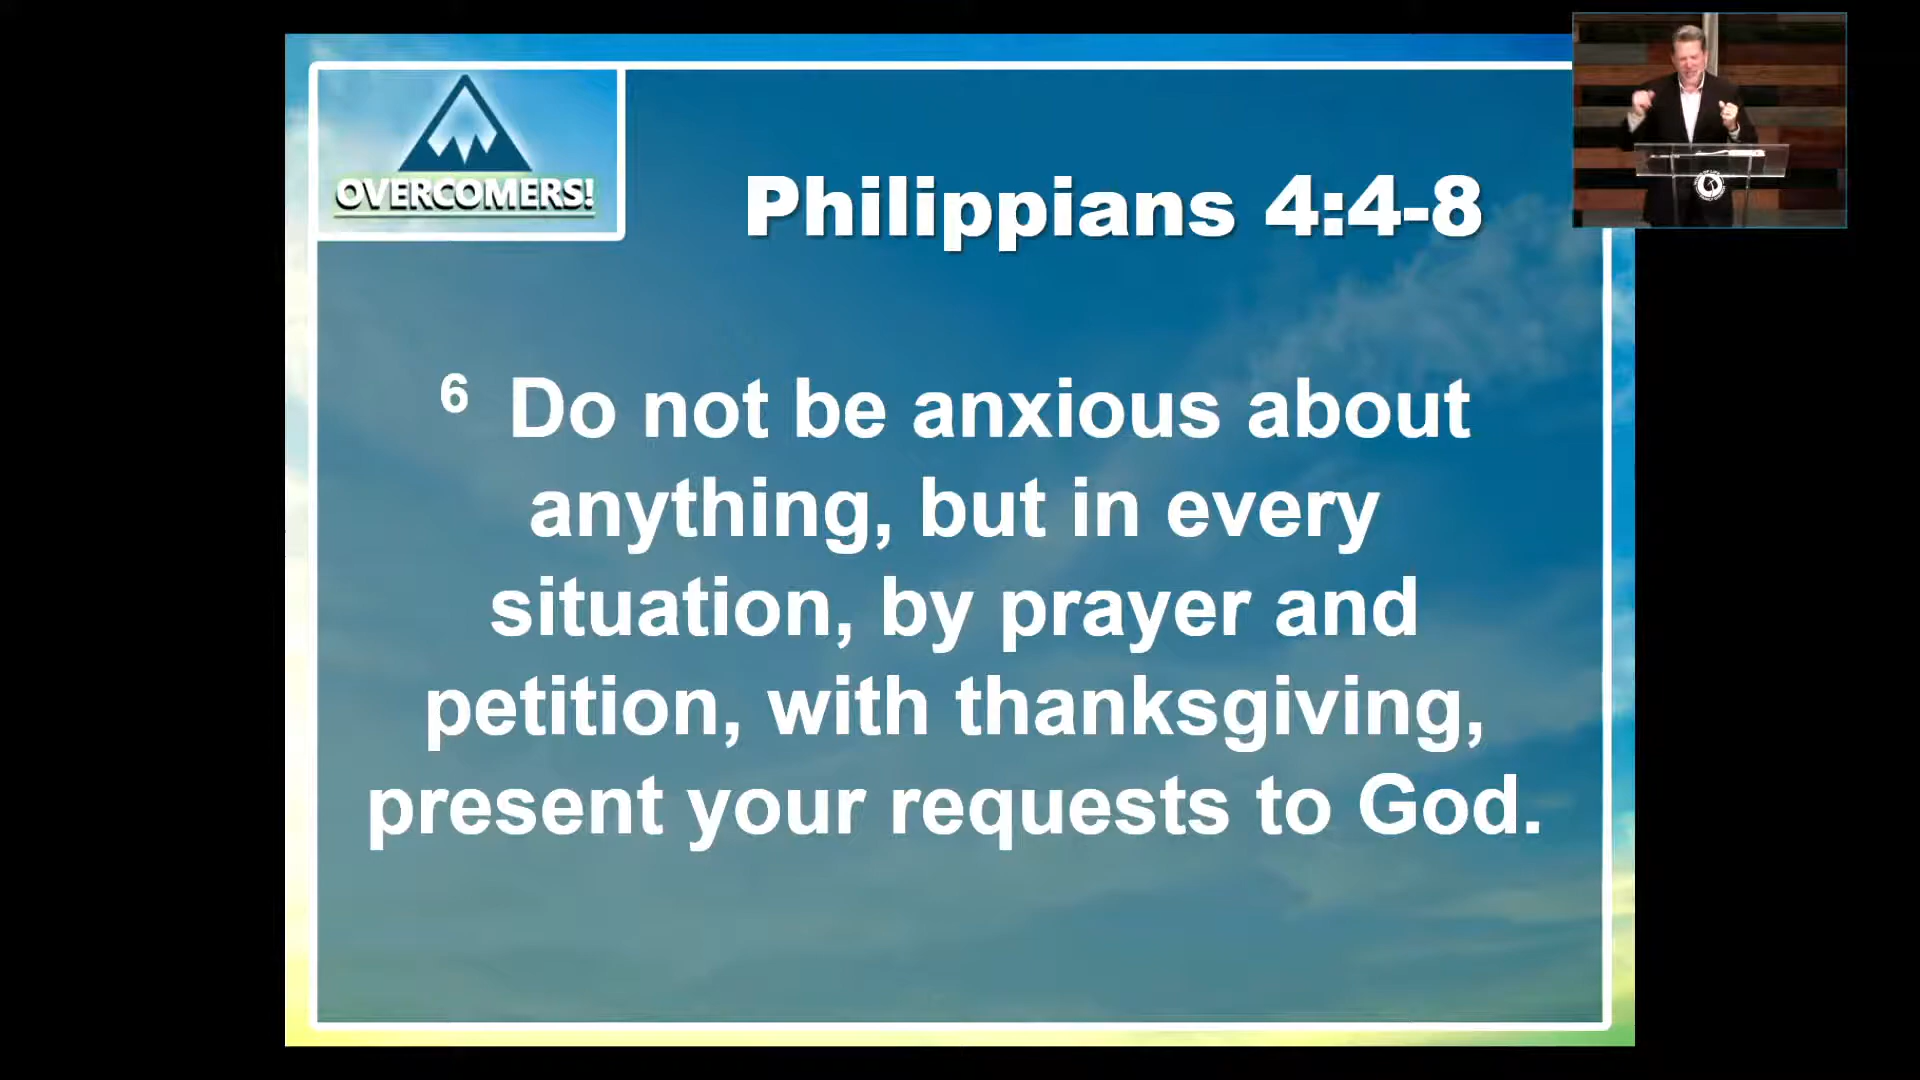 OVERCOMERS!
Philippians 4:4-8
6 Do not be anxious about
anything, but in every
situation, by prayer and
petition, with thanksgiving,
present your requests to God.